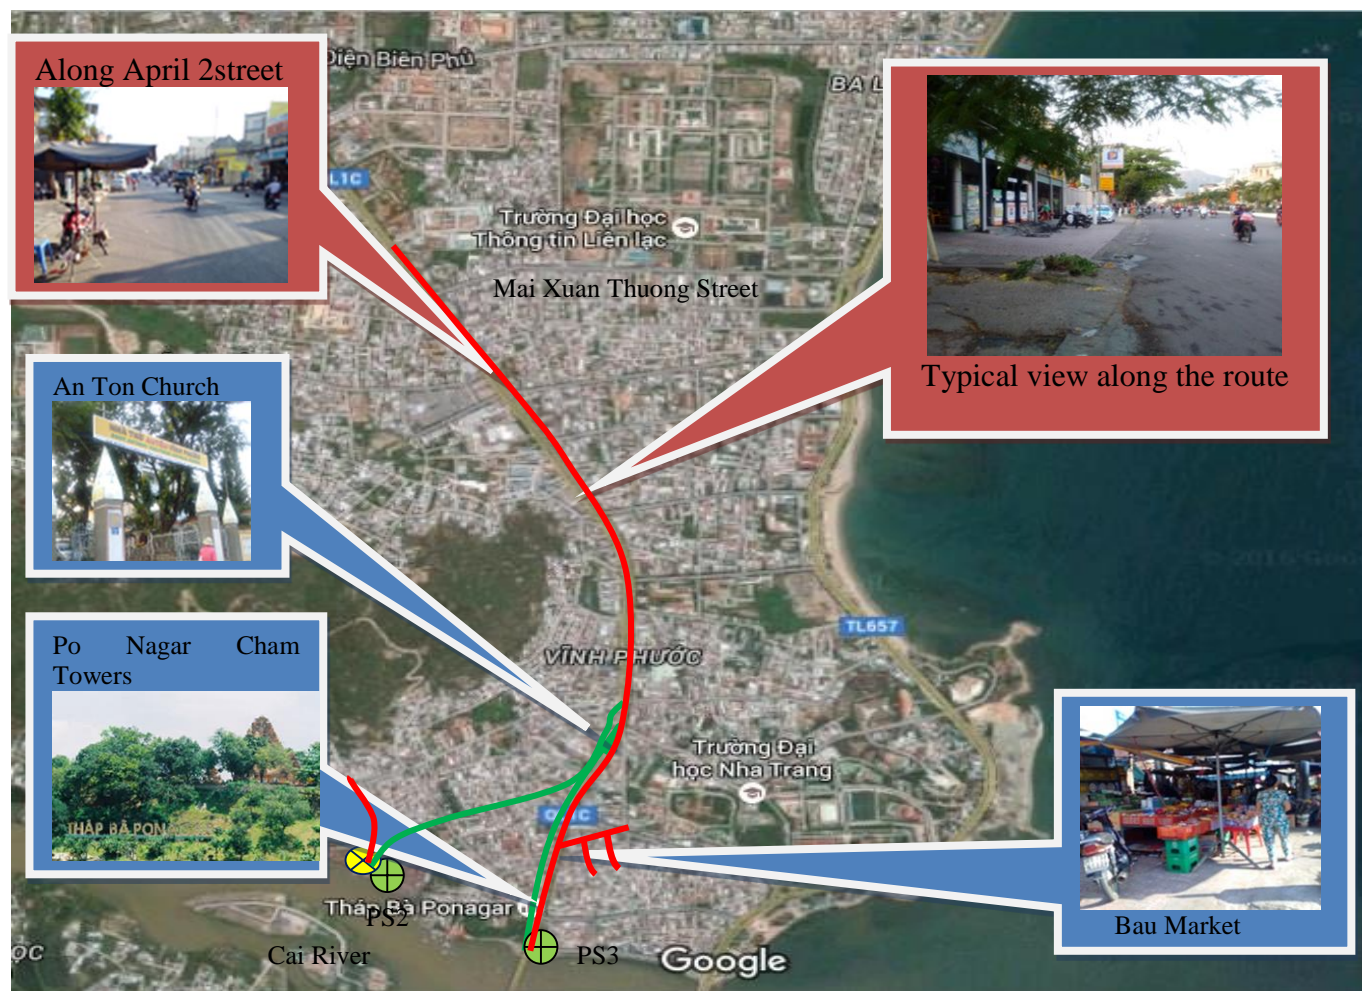 Along April 2street
Điện Biên Phủ
BA L
L1C
Trường Đại học
Thông tin Liên lạc
Mai Xuan Thuong Street
Typical view along the route
An Ton Church
TL657
VĨNH PHƯỚC
Po Nagar Cham
Towers
THÁP BÀ PONAGAR
Trường Đại
học Nha Trang
Tháp Bà Ponagar
PS2
Cai River
PS3
Google
Bau Market
ỌC